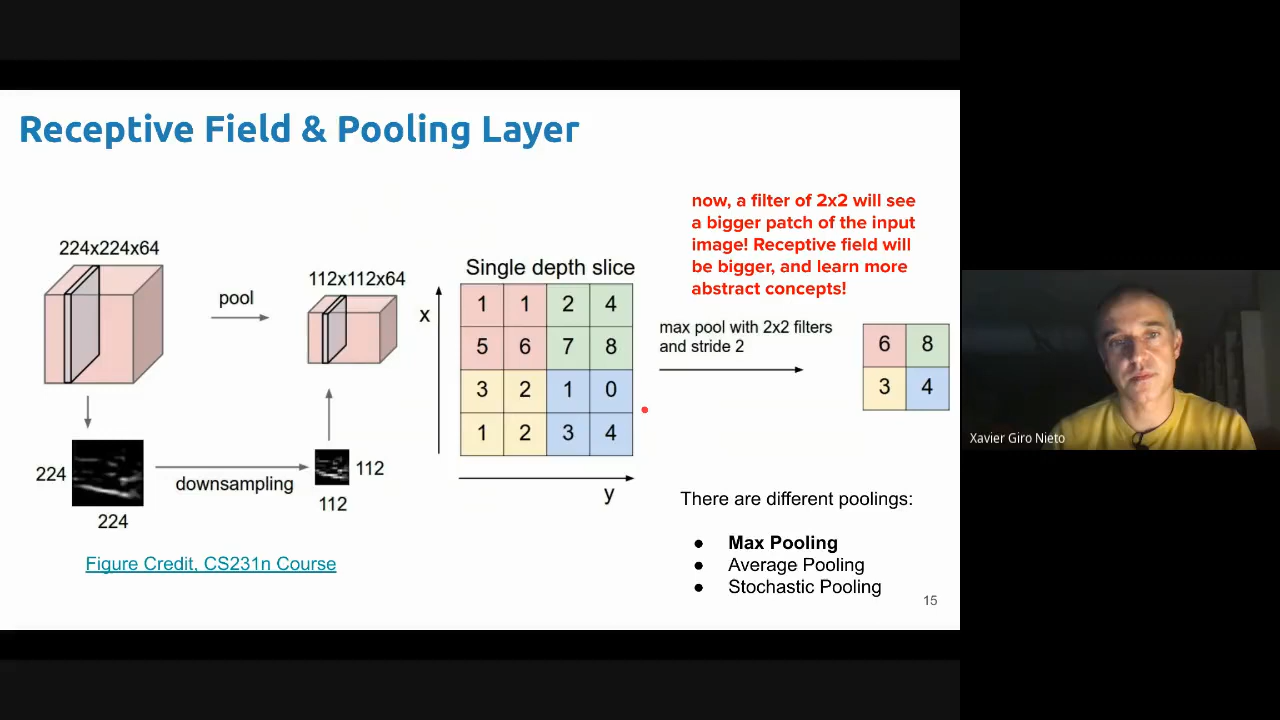 Receptive Field & Pooling Layer
now, a filter of 2x2 will see
a bigger patch of the input
image! Receptive field will
be bigger, and learn more
abstract concepts!
224x224x64
pool
112x112x64
Single depth slice
x
1 1 2 4
5 6 7 8
3 2 1 0
1 2 3 4
y
max pool with 2x2 filters
and stride 2
6 8
3 4
224
224
downsampling
112
112
Figure Credit, CS231n Course
There are different poolings:
● Max Pooling
● Average Pooling
● Stochastic Pooling
15
Xavier Giro Nieto